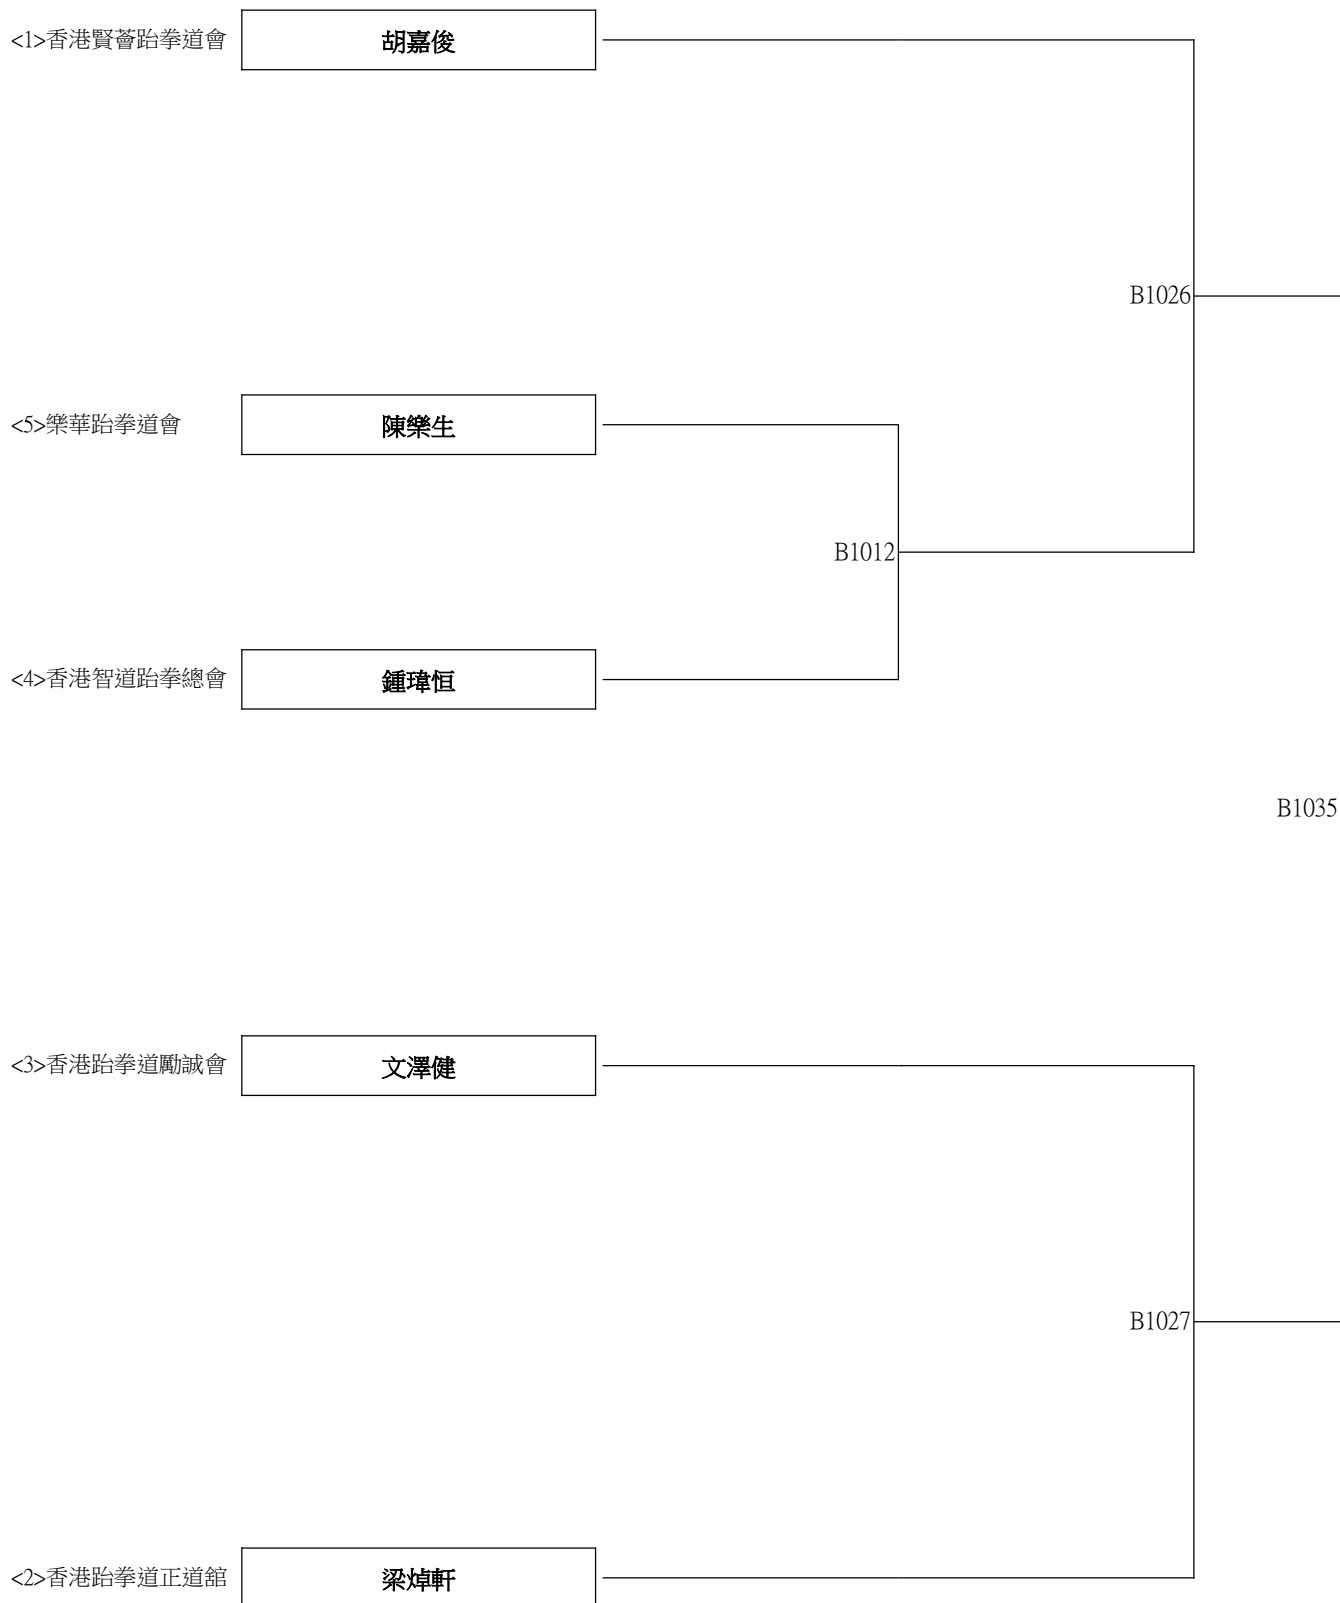 <1>香港賢薈跆拳道會 胡嘉俊
B1026
<5>樂華跆拳道會 陳樂生
B1012
<4>香港智道跆拳總會 鍾瑋恒
B1035
<3>香港跆拳道勵誠會 文澤健
B1027
<2>香港跆拳道正道舘 梁焯軒